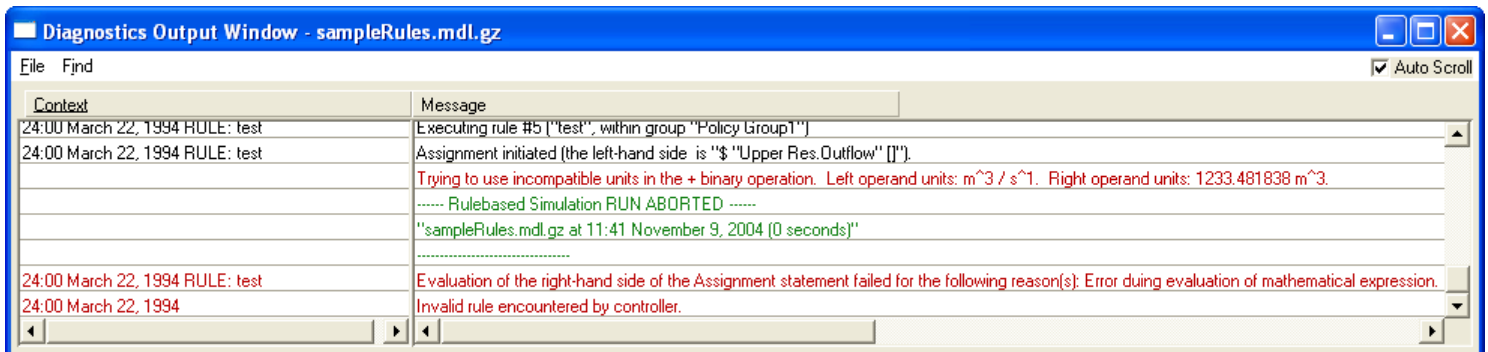 Diagnostics Output Window - sampleRules.mdl.gz
File Find Auto Scroll
Context Message
24:00 March 22, 1994 RULE: test Executing rule #5 ("test", within group "Policy Group1")
24:00 March 22, 1994 RULE: test Assignment initiated (the left-hand side is "$ "Upper Res.Outflow" []").
Trying to use incompatible units in the + binary operation. Left operand units: m^3 / s^1. Right operand units: 1233.481838 m^3.
------ Rulebased Simulation RUN ABORTED ------
"sampleRules.mdl.gz at 11:41 November 9, 2004 (0 seconds)"
---------------------------------
24:00 March 22, 1994 RULE: test Evaluation of the right-hand side of the Assignment statement failed for the following reason(s): Error duing evaluation of mathematical expression.
24:00 March 22, 1994 Invalid rule encountered by controller.